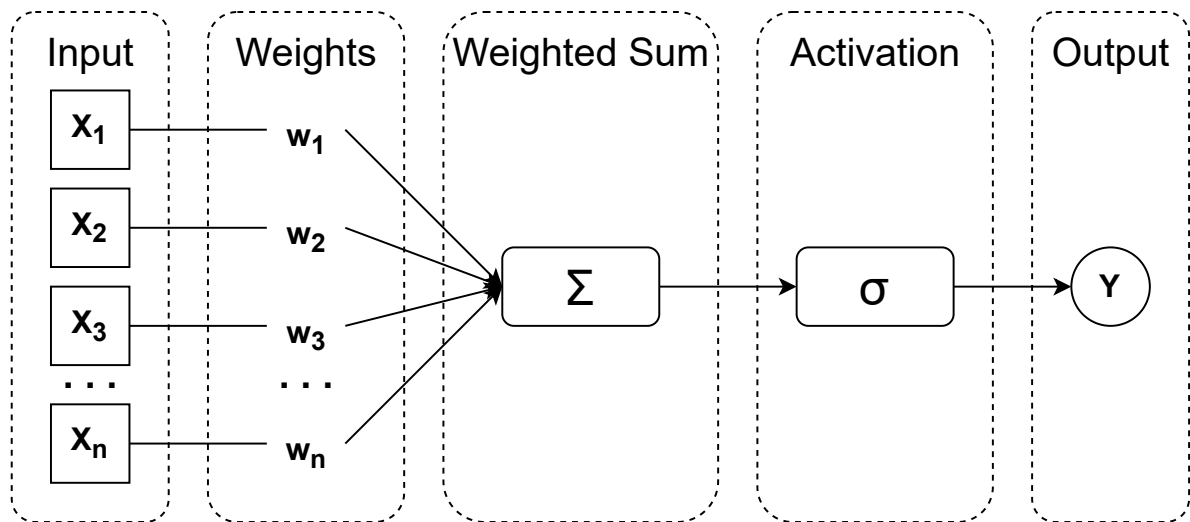 Input Weights Weighted Sum Activation Output
X₁ w₁
X₂ w₂
Σ σ Y
X₃ w₃
... ...
Xₙ wₙ